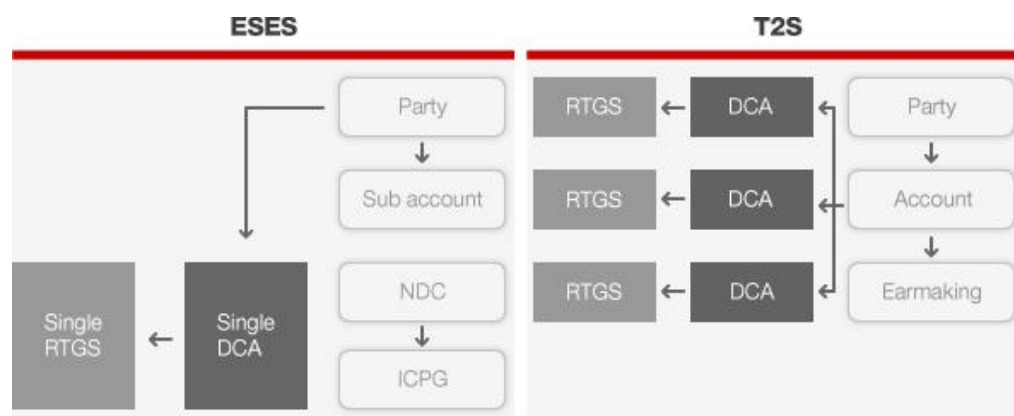 ESES
T2S
Party
Sub account
NDC
ICPG
Single
RTGS
Single
DCA
RTGS
DCA
Party
RTGS
DCA
Account
RTGS
DCA
Earmaking